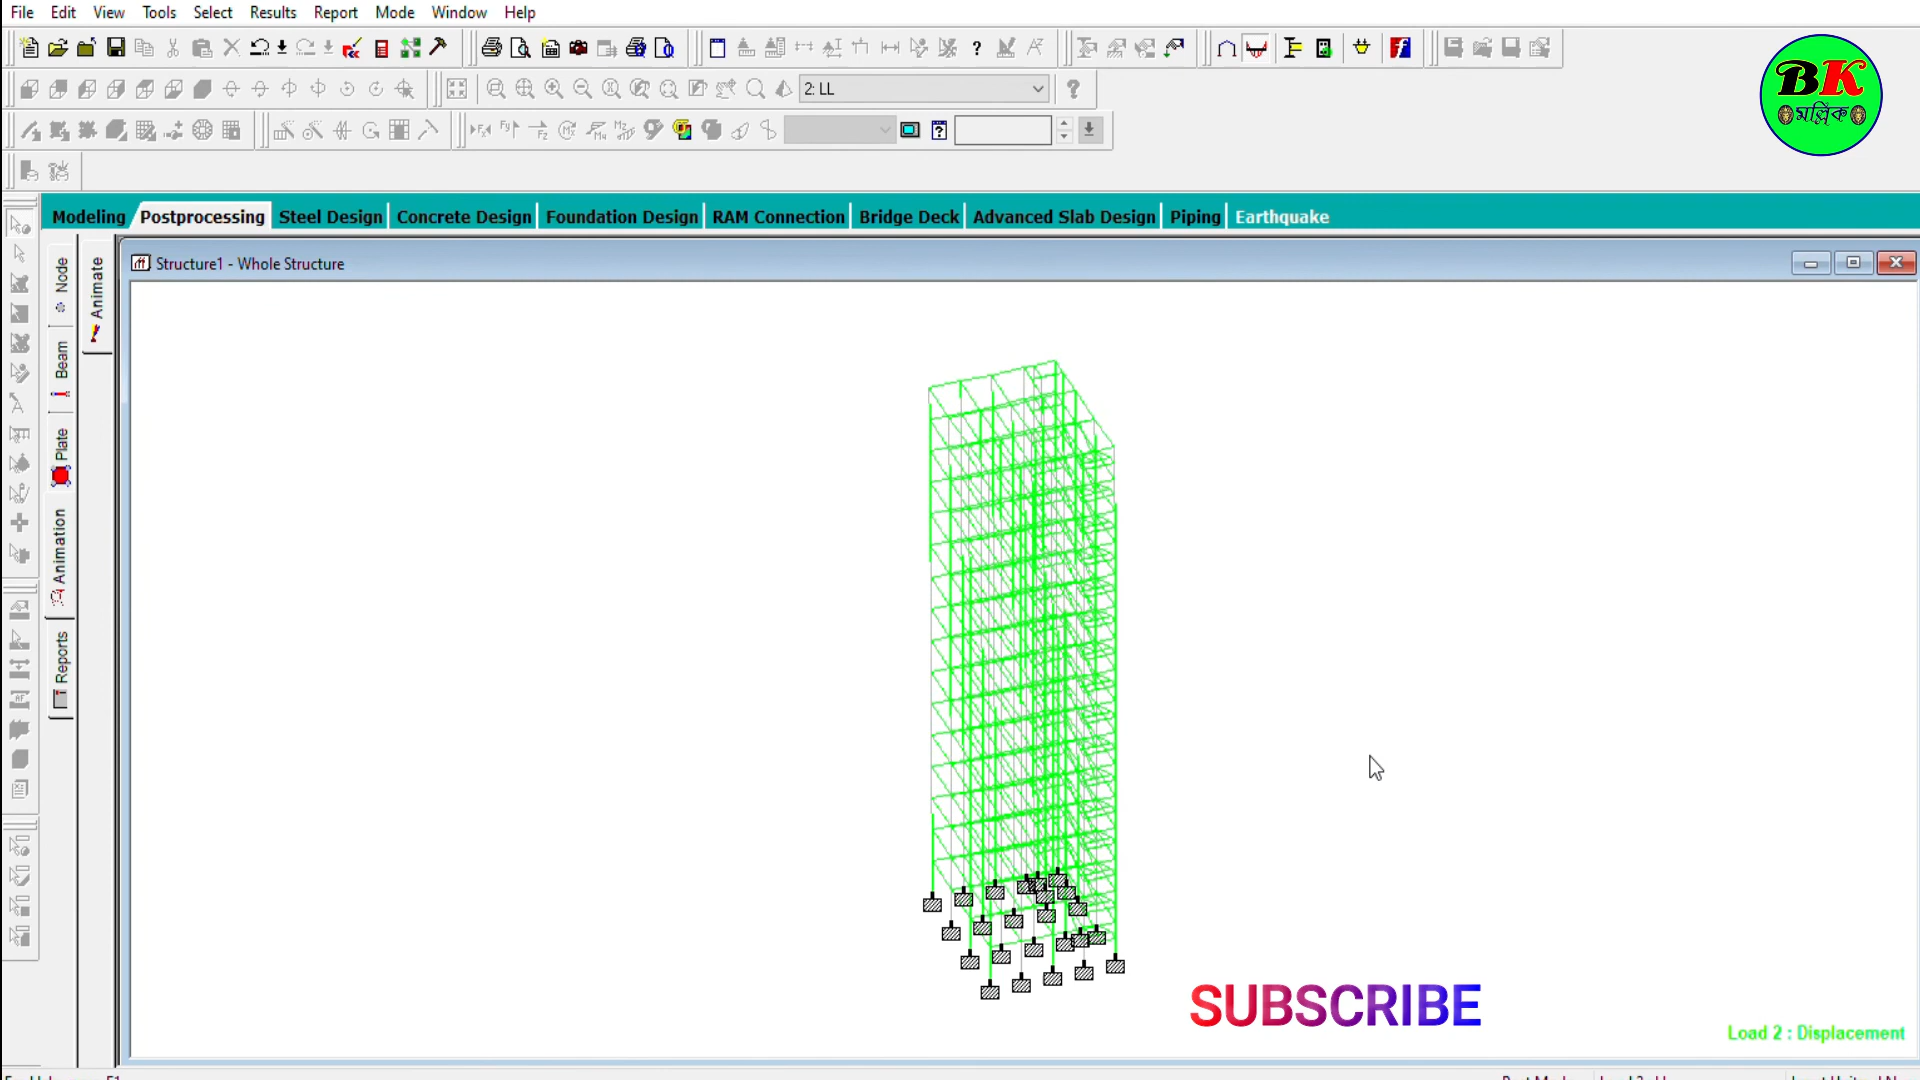 File Edit View Tools Select Results Report Mode Window Help
2: LL
BK
মল্লিক
Modeling Postprocessing Steel Design Concrete Design Foundation Design RAM Connection Bridge Deck Advanced Slab Design Piping Earthquake
Structure1 - Whole Structure
Node
Beam
Plate
Animation
Reports
Animate
SUBSCRIBE
Load 2 : Displacement